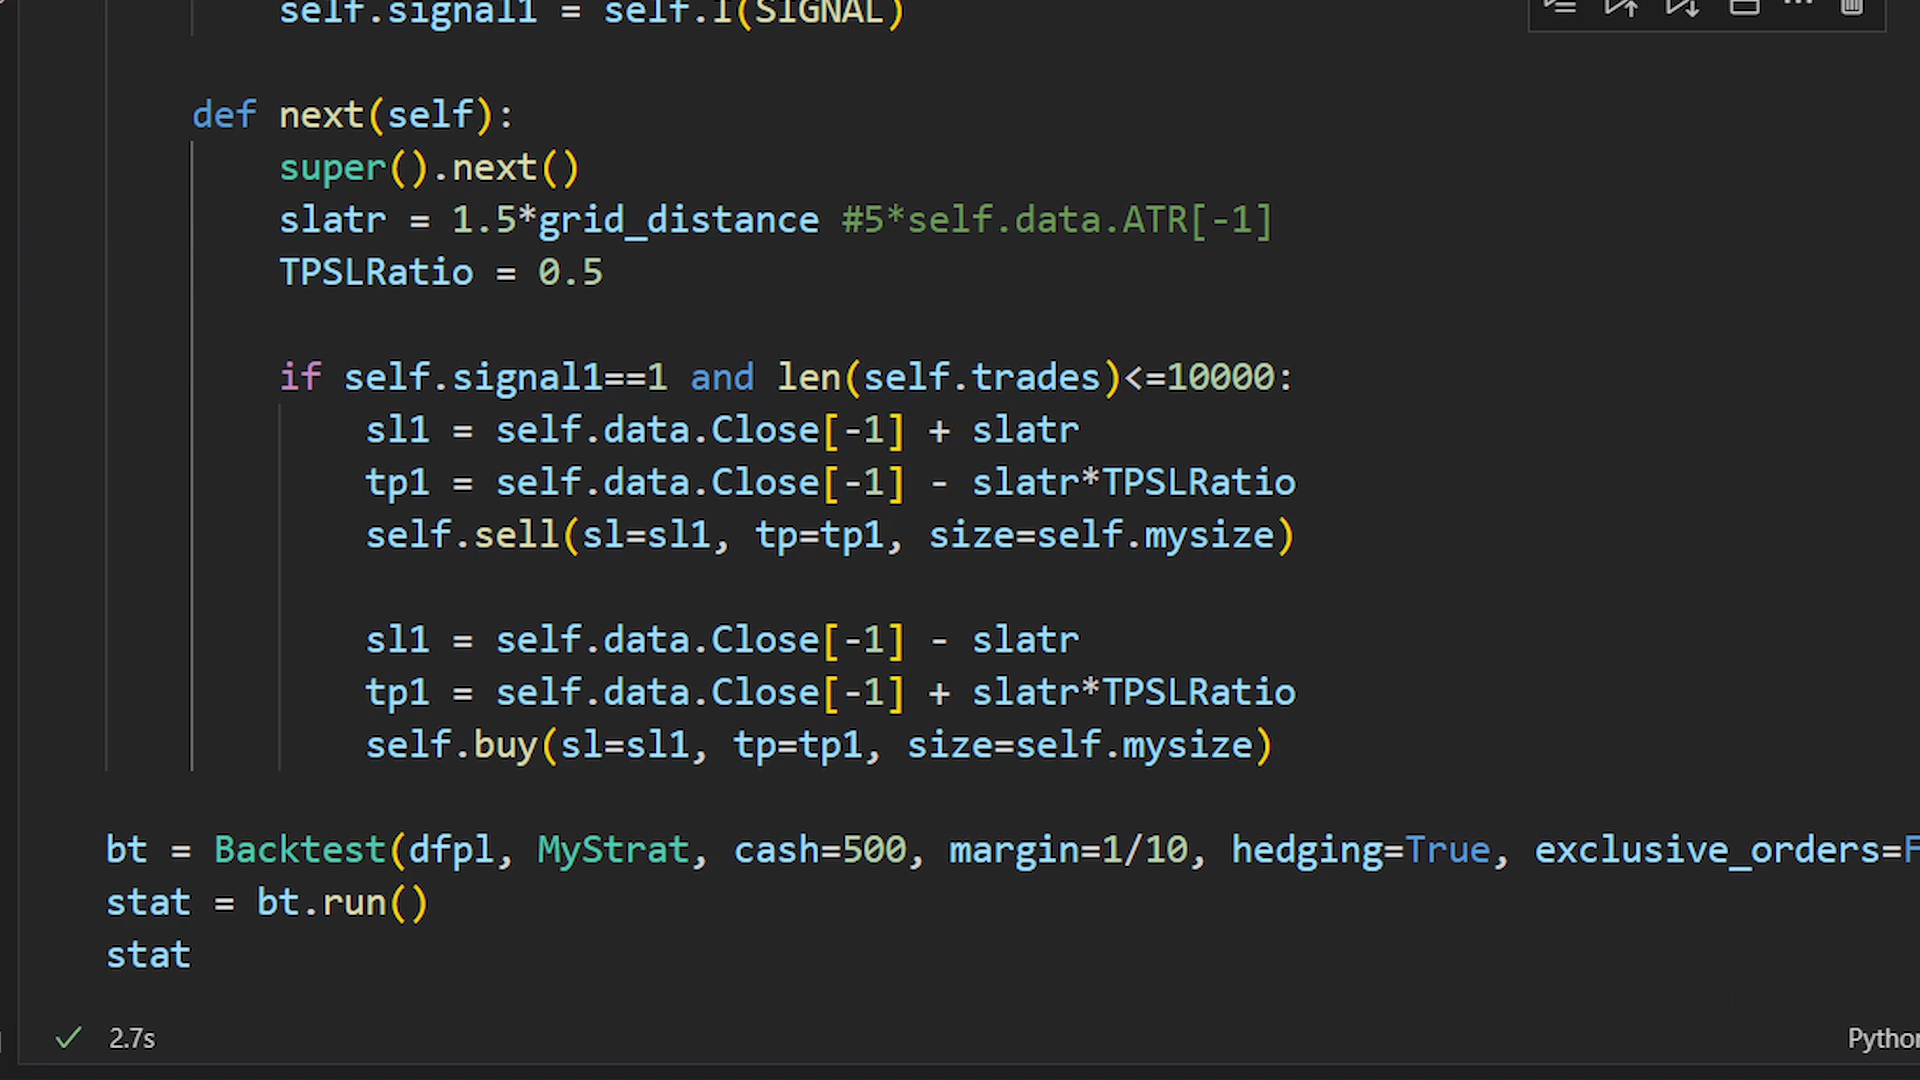 self.signal1 = self.I(SIGNAL)
def next(self):
super().next()
slatr = 1.5*grid_distance #5*self.data.ATR[-1]
TPSLRatio = 0.5
if self.signal1==1 and len(self.trades)<=10000:
sl1 = self.data.Close[-1] + slatr
tp1 = self.data.Close[-1] - slatr*TPSLRatio
self.sell(sl=sl1, tp=tp1, size=self.mysize)
sl1 = self.data.Close[-1] - slatr
tp1 = self.data.Close[-1] + slatr*TPSLRatio
self.buy(sl=sl1, tp=tp1, size=self.mysize)
bt = Backtest(dfpl, MyStrat, cash=500, margin=1/10, hedging=True, exclusive_orders=F
stat = bt.run()
stat
2.7s
Pytho